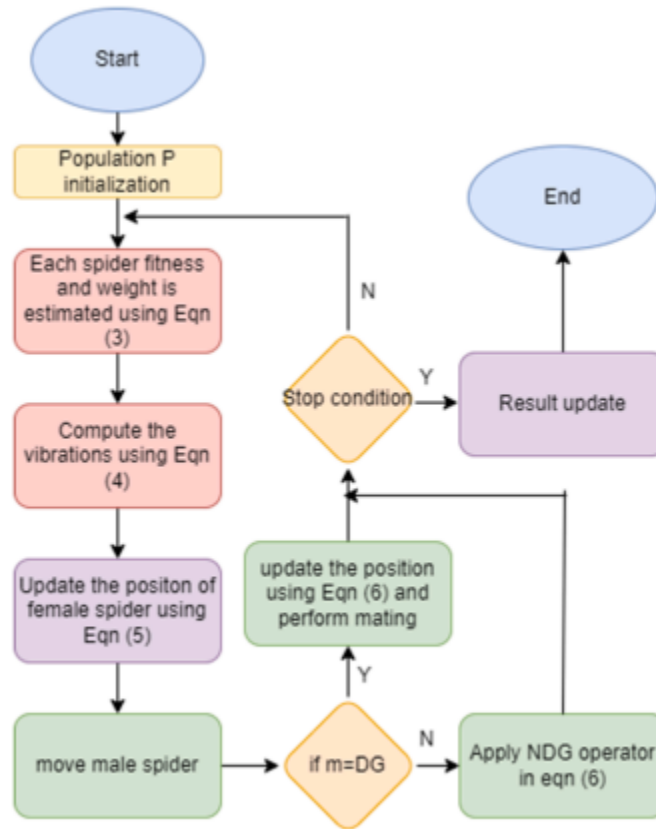 Start
Population P
initialization
Each spider fitness
and weight is
estimated using Eqn
(3)
Compute the
vibrations using Eqn
(4)
Update the positon of
female spider using
Eqn (5)
move male spider
if m=DG
Y
N
update the position
using Eqn (6) and
perform mating
Apply NDG operator
in eqn (6)
Stop condition
N
Y
Result update
End